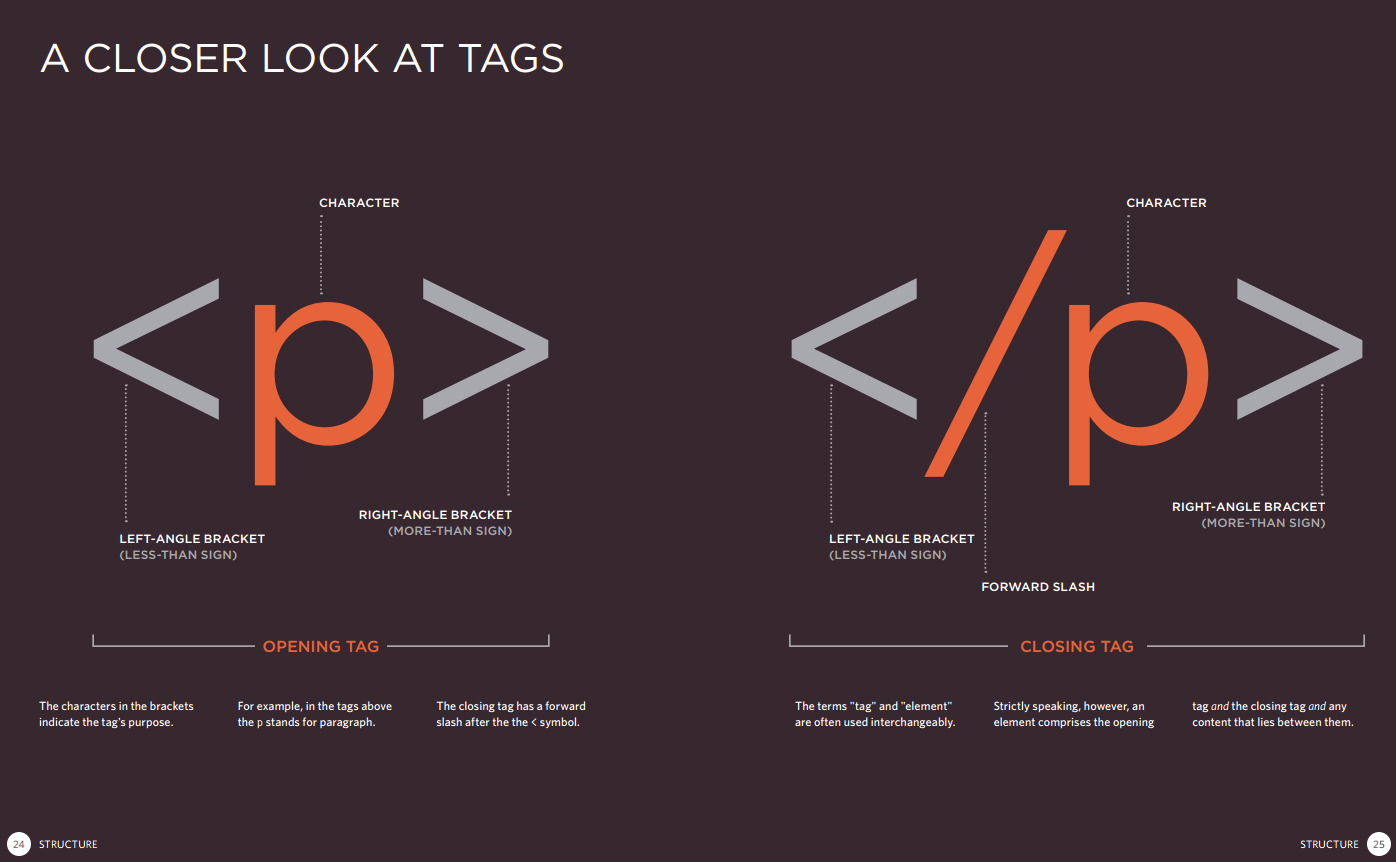 A CLOSER LOOK AT TAGS
CHARACTER
<p>
LEFT-ANGLE BRACKET
(LESS-THAN SIGN)
RIGHT-ANGLE BRACKET
(MORE-THAN SIGN)
OPENING TAG
The characters in the brackets
indicate the tag's purpose.
For example, in the tags above
the p stands for paragraph.
The closing tag has a forward
slash after the the < symbol.
24 STRUCTURE
CHARACTER
</p>
LEFT-ANGLE BRACKET
(LESS-THAN SIGN)
FORWARD SLASH
RIGHT-ANGLE BRACKET
(MORE-THAN SIGN)
CLOSING TAG
The terms "tag" and "element"
are often used interchangeably.
Strictly speaking, however, an
element comprises the opening
tag and the closing tag and any
content that lies between them.
STRUCTURE 25